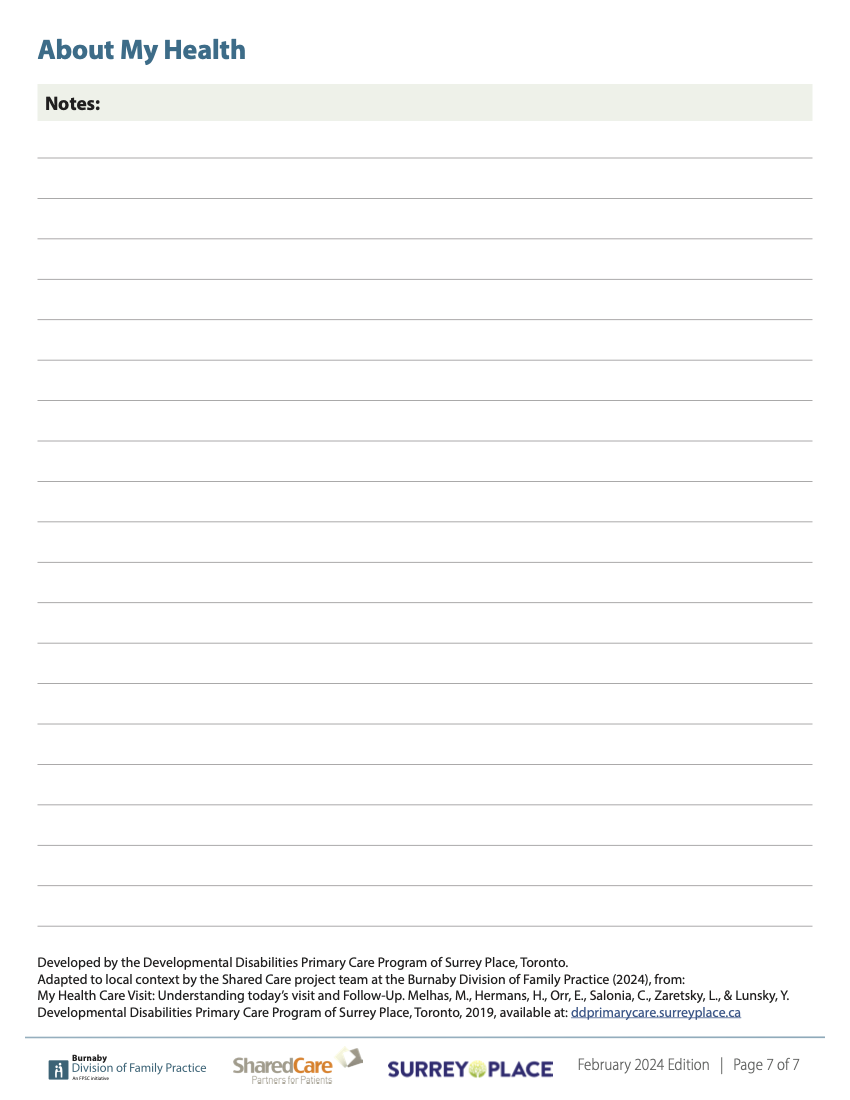 About My Health
Notes:
Developed by the Developmental Disabilities Primary Care Program of Surrey Place, Toronto.
Adapted to local context by the Shared Care project team at the Burnaby Division of Family Practice (2024), from:
My Health Care Visit: Understanding today’s visit and Follow-Up. Melhas, M., Hermans, H., Orr, E., Salonia, C., Zaretsky, L., & Lunsky, Y.
Developmental Disabilities Primary Care Program of Surrey Place, Toronto, 2019, available at: ddprimarycare.surreyplace.ca
Burnaby
Division of Family Practice
An FPSC initiative
SharedCare
Partners for Patients
SURREY PLACE
February 2024 Edition | Page 7 of 7